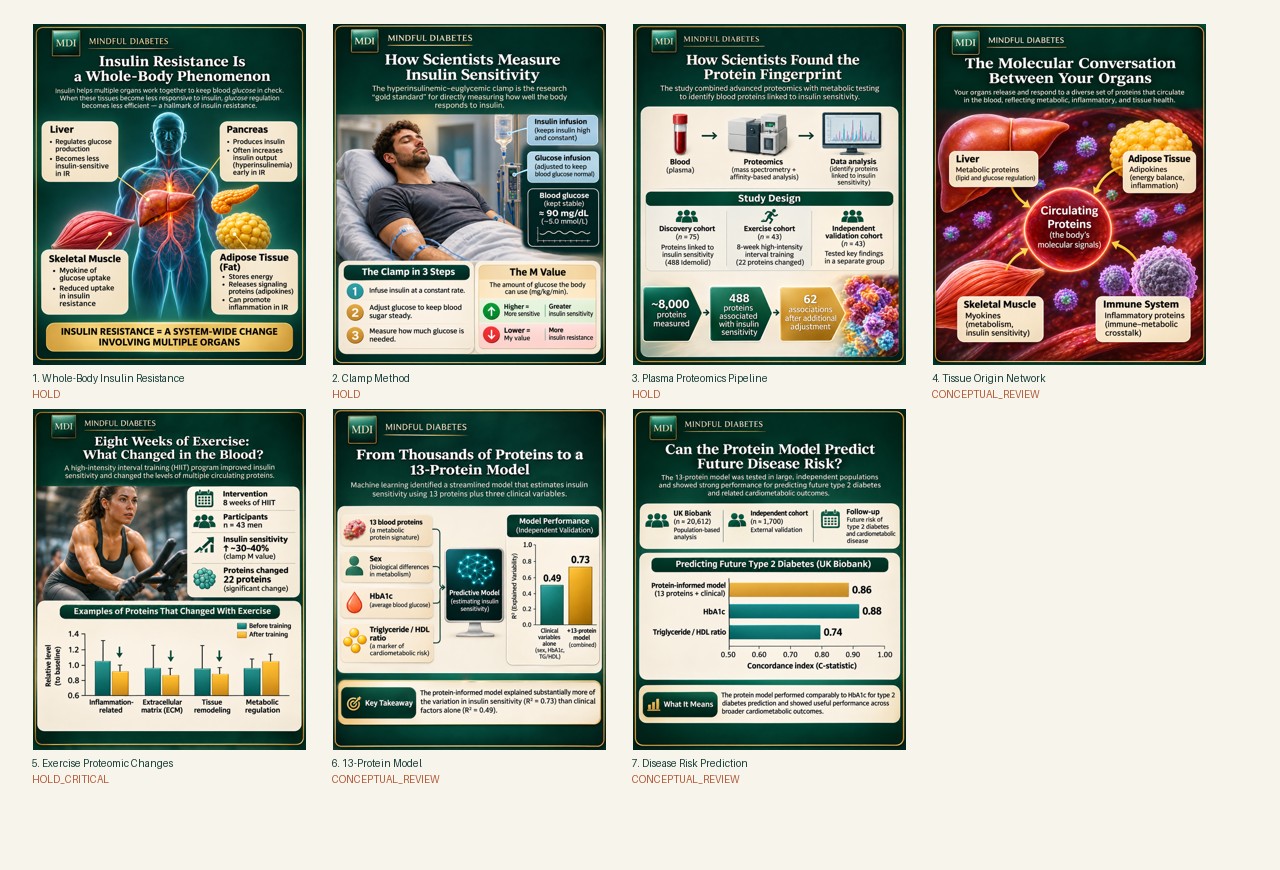 MDI MINDFUL DIABETES
Insulin Resistance Is
a Whole-Body Phenomenon
Insulin helps multiple organs work together to keep blood glucose in check.
When these tissues become less responsive to insulin, glucose regulation
becomes less efficient — a hallmark of insulin resistance.
Liver
• Regulates glucose
production
• Becomes less
insulin-sensitive
in IR
Pancreas
• Produces insulin
• Often increases
insulin output
(hyperinsulinemia)
early in IR
Skeletal Muscle
• Myokine of
glucose uptake
• Reduced uptake
in insulin
resistance
Adipose Tissue
(Fat)
• Stores energy
• Releases signaling
proteins (adipokines)
• Can promote
inflammation in IR
INSULIN RESISTANCE = A SYSTEM-WIDE CHANGE
INVOLVING MULTIPLE ORGANS
1. Whole-Body Insulin Resistance
HOLD
MDI MINDFUL DIABETES
How Scientists Measure
Insulin Sensitivity
The hyperinsulinemic-euglycemic clamp is the research
"gold standard" for directly measuring how well the body
responds to insulin.
Insulin infusion
(keeps insulin high
and constant)
Glucose infusion
(adjusted to keep
blood glucose normal)
Blood glucose
(kept stable)
≈ 90 mg/dL
(~5.0 mmol/L)
The Clamp in 3 Steps
1 Infuse insulin at a constant rate.
2 Adjust glucose to keep blood
sugar steady.
3 Measure how much glucose is
needed.
The M Value
The amount of glucose the body
can use (mg/kg/min).
Higher = Greater
More sensitive insulin sensitivity
Lower = More
My value insulin resistance
2. Clamp Method
HOLD
MDI MINDFUL DIABETES
How Scientists Found the
Protein Fingerprint
The study combined advanced proteomics with metabolic testing
to identify blood proteins linked to insulin sensitivity.
Blood
(plasma)
Proteomics
(mass spectrometry +
affinity-based analysis)
Data analysis
(identify proteins
linked to insulin
sensitivity)
Study Design
Discovery cohort
(n = 75)
Proteins linked to
insulin sensitivity
(488 Idemolid)
Exercise cohort
(n = 43)
8-week high-intensity
interval training
(22 proteins changed)
Independent
validation cohort
(n = 43)
Tested key findings
in a separate group
~8,000
proteins
measured
488
proteins
associated
with insulin
sensitivity
62
associations
after additional
adjustment
3. Plasma Proteomics Pipeline
HOLD
MDI MINDFUL DIABETES
The Molecular Conversation
Between Your Organs
Your organs release and respond to a diverse set of proteins that circulate
in the blood, reflecting metabolic, inflammatory, and tissue health.
Liver
Metabolic proteins
(lipid and glucose regulation)
Adipose Tissue
Adipokines
(energy balance,
inflammation)
Circulating
Proteins
(the body's
molecular signals)
Skeletal Muscle
Myokines
(metabolism,
insulin sensitivity)
Immune System
Inflammatory proteins
(immune–metabolic
crosstalk)
4. Tissue Origin Network
CONCEPTUAL_REVIEW
MDI MINDFUL DIABETES
Eight Weeks of Exercise:
What Changed in the Blood?
A high-intensity interval training (HIIT) program improved insulin
sensitivity and changed the levels of multiple circulating proteins.
Intervention
8 weeks of HIIT
Participants
n = 43 men
Insulin sensitivity
↑ ~30–40%
(clamp M value)
Proteins changed
22 proteins
(significant change)
Examples of Proteins That Changed With Exercise
Before training
After training
Relative level
(to baseline)
1.4
1.2
1.0
0.8
0.6
Inflammation-
related
Extracellular
matrix (ECM)
Tissue
remodeling
Metabolic
regulation
5. Exercise Proteomic Changes
HOLD_CRITICAL
MDI MINDFUL DIABETES
From Thousands of Proteins to a
13-Protein Model
Machine learning identified a streamlined model that estimates insulin
sensitivity using 13 proteins plus three clinical variables.
13 blood proteins
(a metabolic
protein signature)
Sex
(biological differences
in metabolism)
HbA1c
(average blood glucose)
Triglyceride / HDL
ratio
(a marker of
cardiometabolic risk)
Predictive Model
(estimating insulin
sensitivity)
Model Performance
(Independent Validation)
R² (Explained Variability)
1.0
0.8
0.6
0.4
0.2
0.0
0.49
0.73
Clinical
variables
alone
(sex, HbA1c,
TG/HDL)
+13-protein
model
(combined)
Key Takeaway
The protein-informed model explained substantially more of
the variation in insulin sensitivity (R² = 0.73) than clinical
factors alone (R² = 0.49).
6. 13-Protein Model
CONCEPTUAL_REVIEW
MDI MINDFUL DIABETES
Can the Protein Model Predict
Future Disease Risk?
The 13-protein model was tested in large, independent populations
and showed strong performance for predicting future type 2 diabetes
and related cardiometabolic outcomes.
UK Biobank
(n ≈ 20,612)
Population-based
analysis
Independent cohort
(n ≈ 1,700)
External validation
Follow-up
Future risk of
type 2 diabetes
and cardiometabolic
disease
Predicting Future Type 2 Diabetes (UK Biobank)
Protein-informed model
(13 proteins + clinical)
0.86
HbA1c
0.88
Triglyceride / HDL ratio
0.74
0.50 0.60 0.70 0.80 0.90 1.00
Concordance index (C-statistic)
What It Means
The protein model performed comparably to HbA1c for type 2
diabetes prediction and showed useful performance across
broader cardiometabolic outcomes.
7. Disease Risk Prediction
CONCEPTUAL_REVIEW